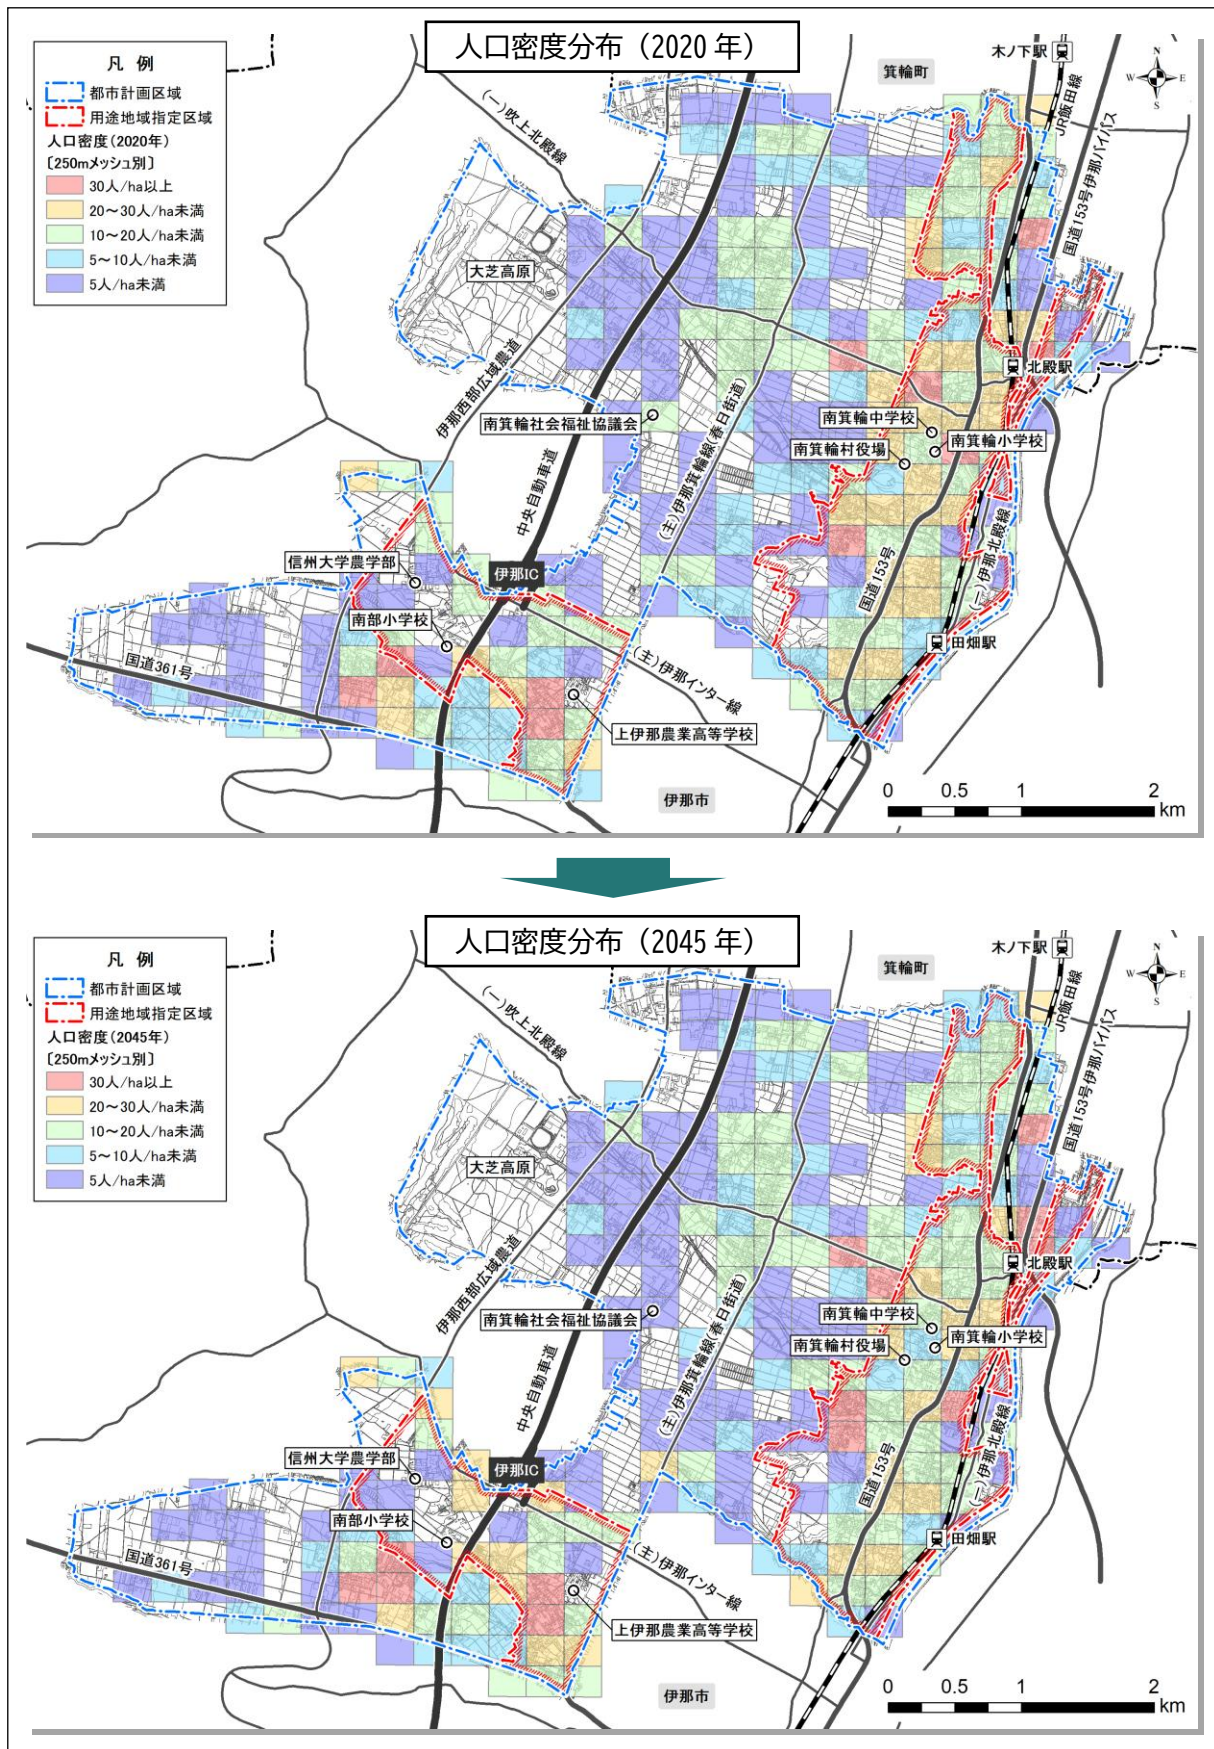 人口密度分布（2020 年）
凡 例
都市計画区域
用途地域指定区域
人口密度(2020年)
〔250mメッシュ別〕
30人/ha以上
20～30人/ha未満
10～20人/ha未満
5～10人/ha未満
5人/ha未満
木ノ下駅
箕輪町
N
W
E
S
(一)吹上北殿線
JR飯田線
国道153号伊那バイパス
大芝高原
伊那西部広域農道
北殿駅
南箕輪中学校
南箕輪社会福祉協議会
南箕輪小学校
南箕輪村役場
中央自動車道
(主)伊那箕輪線(春日街道)
(一)伊那北殿線
国道153号
信州大学農学部
伊那IC
南部小学校
田畑駅
国道361号
(主)伊那インター線
上伊那農業高等学校
伊那市
0 0.5 1 2
km
人口密度分布（2045 年）
凡 例
都市計画区域
用途地域指定区域
人口密度(2045年)
〔250mメッシュ別〕
30人/ha以上
20～30人/ha未満
10～20人/ha未満
5～10人/ha未満
5人/ha未満
木ノ下駅
箕輪町
N
W
E
S
(一)吹上北殿線
JR飯田線
国道153号伊那バイパス
大芝高原
伊那西部広域農道
北殿駅
南箕輪中学校
南箕輪社会福祉協議会
南箕輪小学校
南箕輪村役場
中央自動車道
(主)伊那箕輪線(春日街道)
(一)伊那北殿線
国道153号
信州大学農学部
伊那IC
南部小学校
田畑駅
国道361号
(主)伊那インター線
上伊那農業高等学校
伊那市
0 0.5 1 2
km